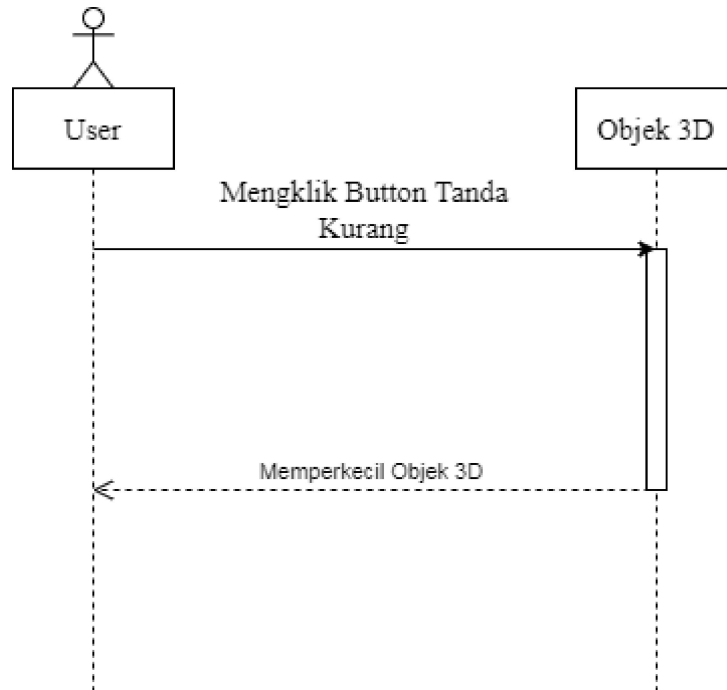 User
Objek 3D
Mengklik Button Tanda
Kurang
Memperkecil Objek 3D